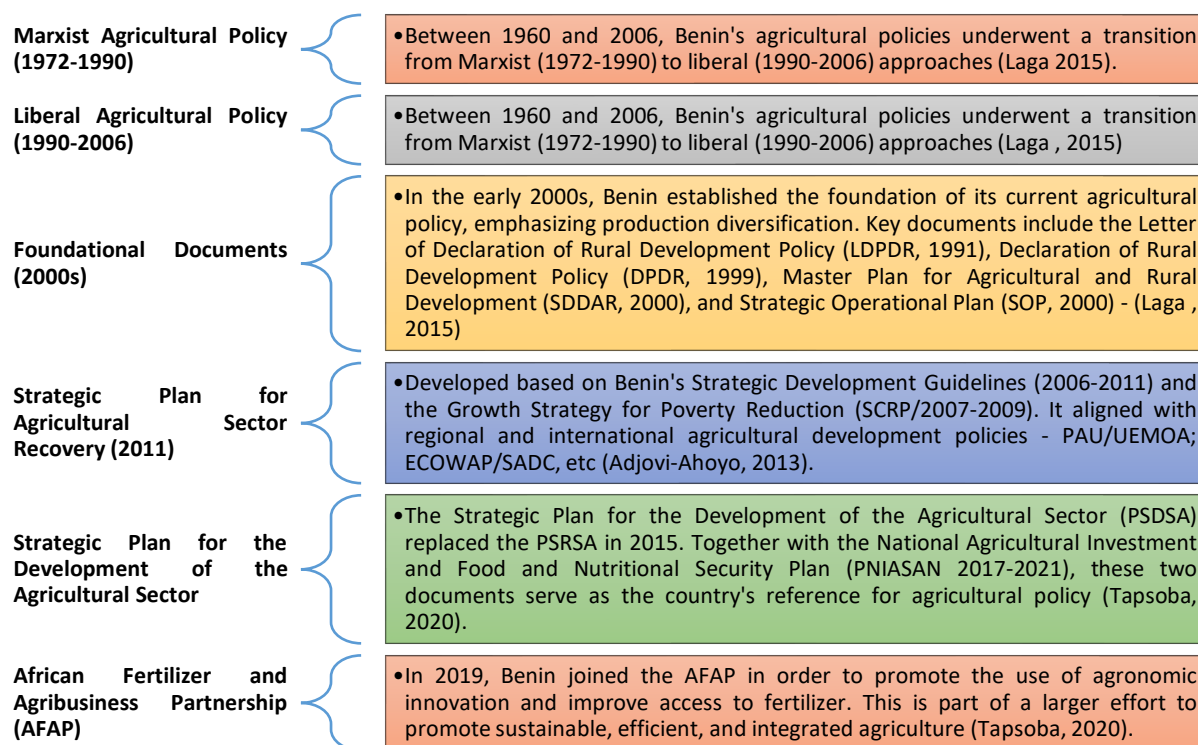 Marxist Agricultural Policy
(1972-1990)
•Between 1960 and 2006, Benin's agricultural policies underwent a transition
from Marxist (1972-1990) to liberal (1990-2006) approaches (Laga 2015).
Liberal Agricultural Policy
(1990-2006)
•Between 1960 and 2006, Benin's agricultural policies underwent a transition
from Marxist (1972-1990) to liberal (1990-2006) approaches (Laga , 2015)
Foundational Documents
(2000s)
•In the early 2000s, Benin established the foundation of its current agricultural
policy, emphasizing production diversification. Key documents include the Letter
of Declaration of Rural Development Policy (LDPDR, 1991), Declaration of Rural
Development Policy (DPDR, 1999), Master Plan for Agricultural and Rural
Development (SDDAR, 2000), and Strategic Operational Plan (SOP, 2000) - (Laga ,
2015)
Strategic Plan for
Agricultural Sector
Recovery (2011)
•Developed based on Benin's Strategic Development Guidelines (2006-2011) and
the Growth Strategy for Poverty Reduction (SCRP/2007-2009). It aligned with
regional and international agricultural development policies - PAU/UEMOA;
ECOWAP/SADC, etc (Adjovi-Ahoyo, 2013).
Strategic Plan for the
Development of the
Agricultural Sector
•The Strategic Plan for the Development of the Agricultural Sector (PSDSA)
replaced the PSRSA in 2015. Together with the National Agricultural Investment
and Food and Nutritional Security Plan (PNIASAN 2017-2021), these two
documents serve as the country's reference for agricultural policy (Tapsoba,
2020).
African Fertilizer and
Agribusiness Partnership
(AFAP)
•In 2019, Benin joined the AFAP in order to promote the use of agronomic
innovation and improve access to fertilizer. This is part of a larger effort to
promote sustainable, efficient, and integrated agriculture (Tapsoba, 2020).